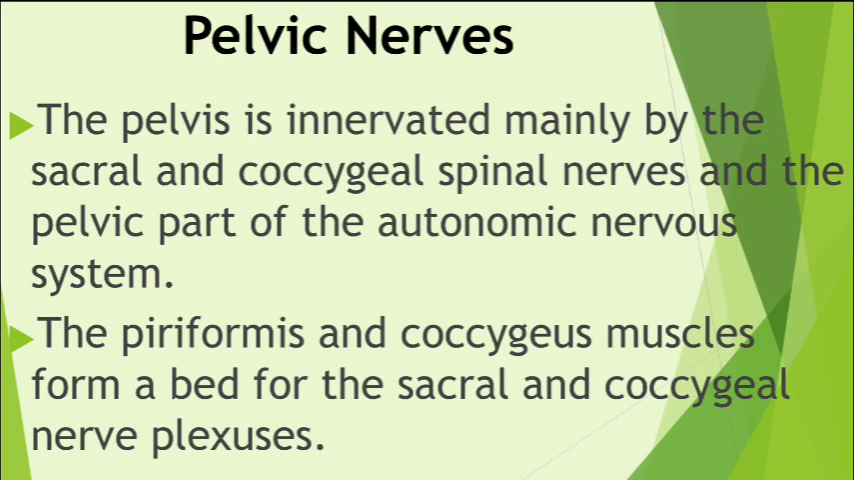 Pelvic Nerves
The pelvis is innervated mainly by the
sacral and coccygeal spinal nerves and the
pelvic part of the autonomic nervous
system.
The piriformis and coccygeus muscles
form a bed for the sacral and coccygeal
nerve plexuses.